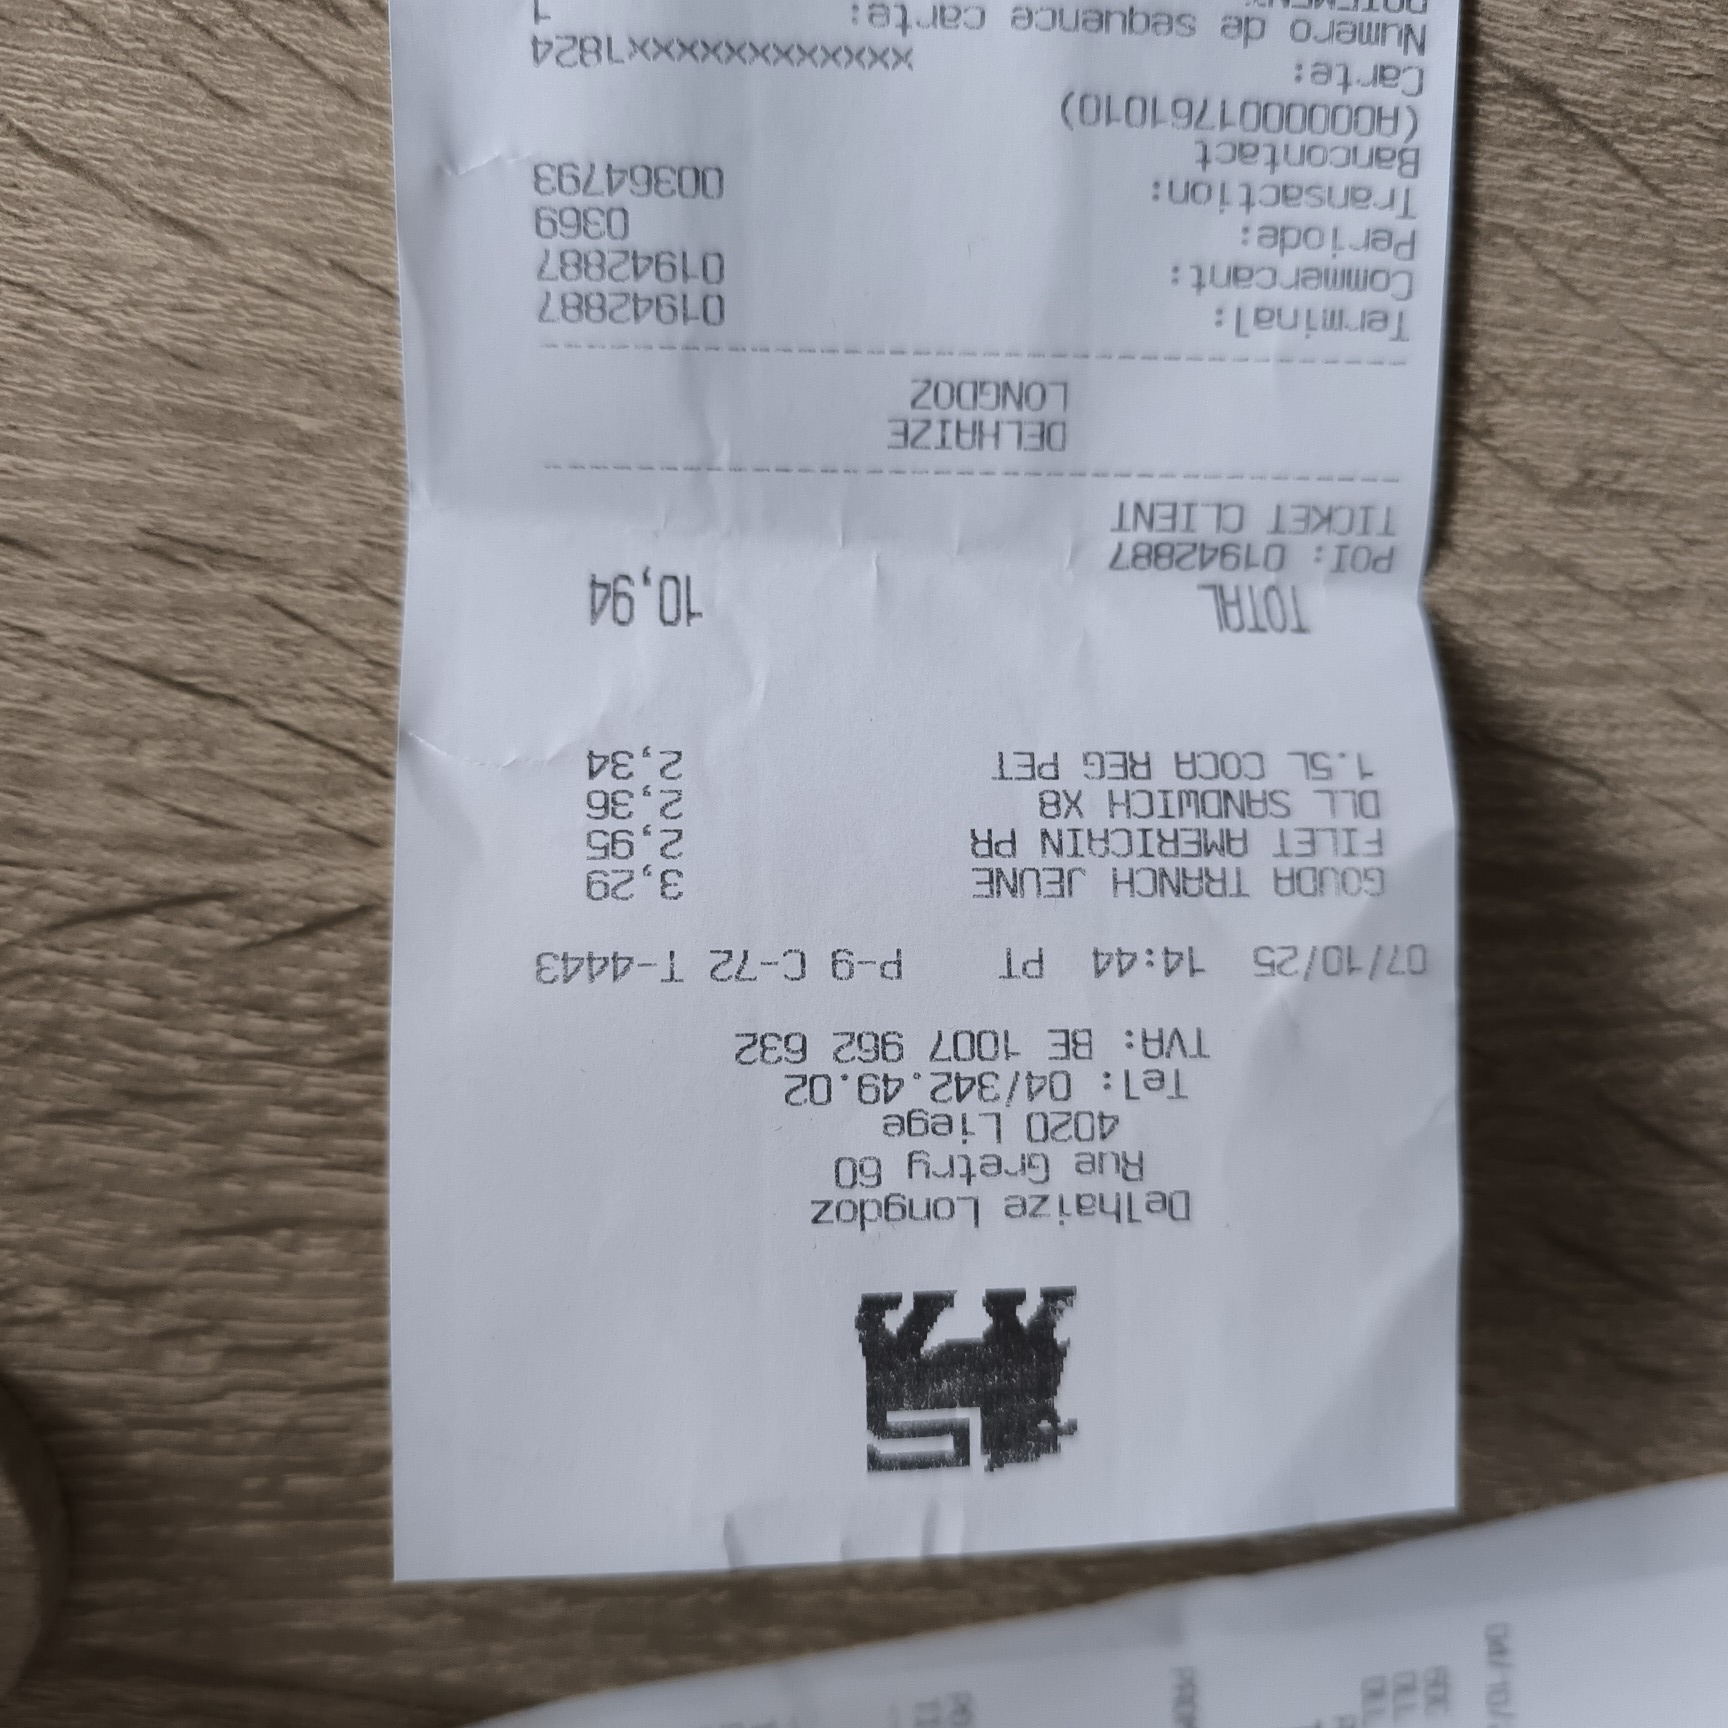 Delhaize Longdoz
Rue Gretry 60
4020 Liege
Tel: 04/342.49.02
TVA: BE 1007 962 632
07/10/25 14:44 PT P-9 C-72 T-4443
GOUDA TRANCH JEUNE 3,29
FILET AMERICAIN PR 2,95
DLL SANDWICH X8 2,36
1.5L COCA REG PET 2,34
TOTAL 10,94
POI: 01942887
TICKET CLIENT
DELHAIZE
LONGDOZ
Terminal: 01942887
Commercant: 01942887
Periode: 0369
Transaction: 00364793
Bancontact
(A0000001761010)
Carte: xxxxxxxxxxxxx1824
Numero de sequence carte: 1